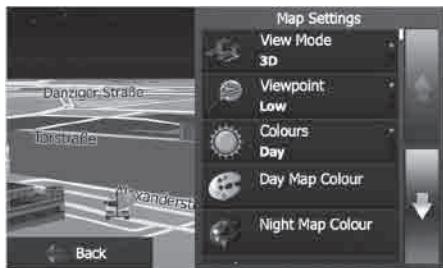 Map Settings
View Mode
3D
Viewpoint
Low
Colours
Day
Day Map Colour
Night Map Colour
Danziger Straße
Torstraße
Alexanderst
Back